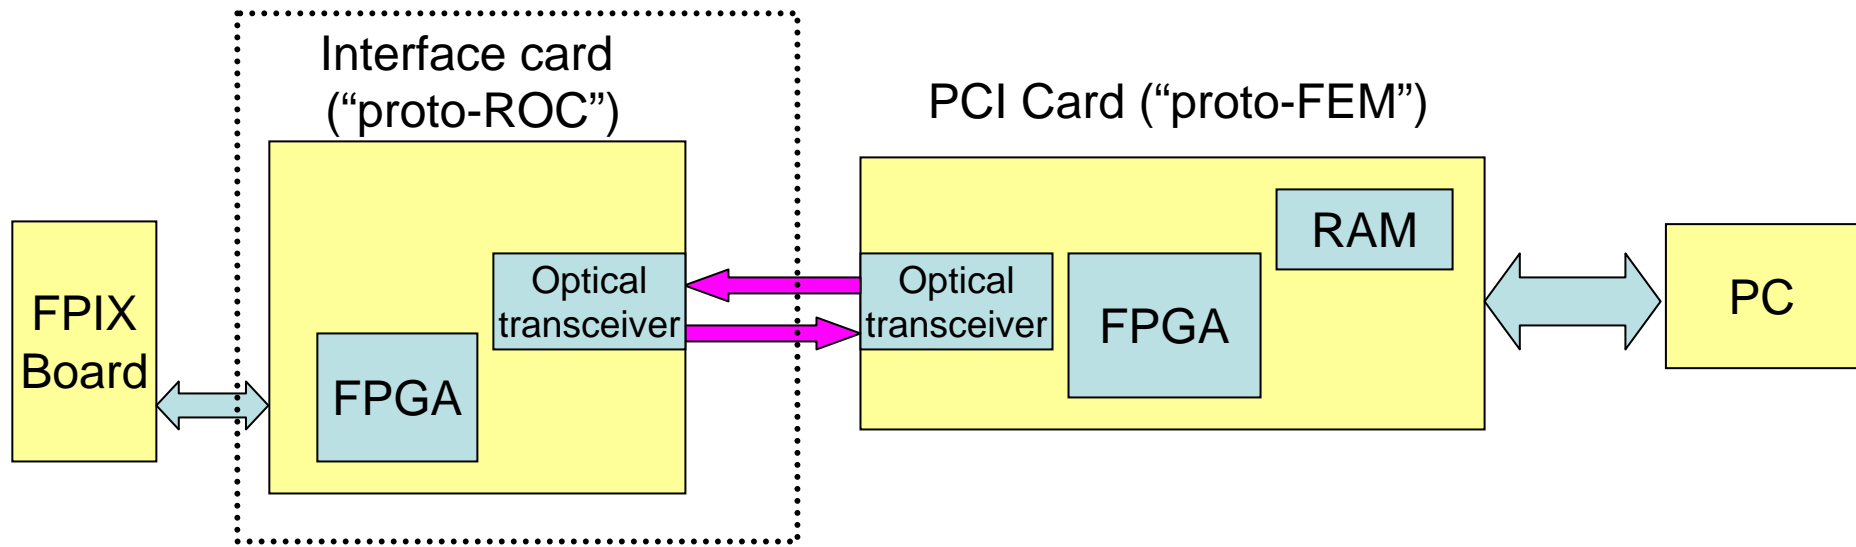 Interface card
(“proto-ROC”)
PCI Card (“proto-FEM”)
FPIX
Board
FPGA
Optical
transceiver
Optical
transceiver
FPGA
RAM
PC